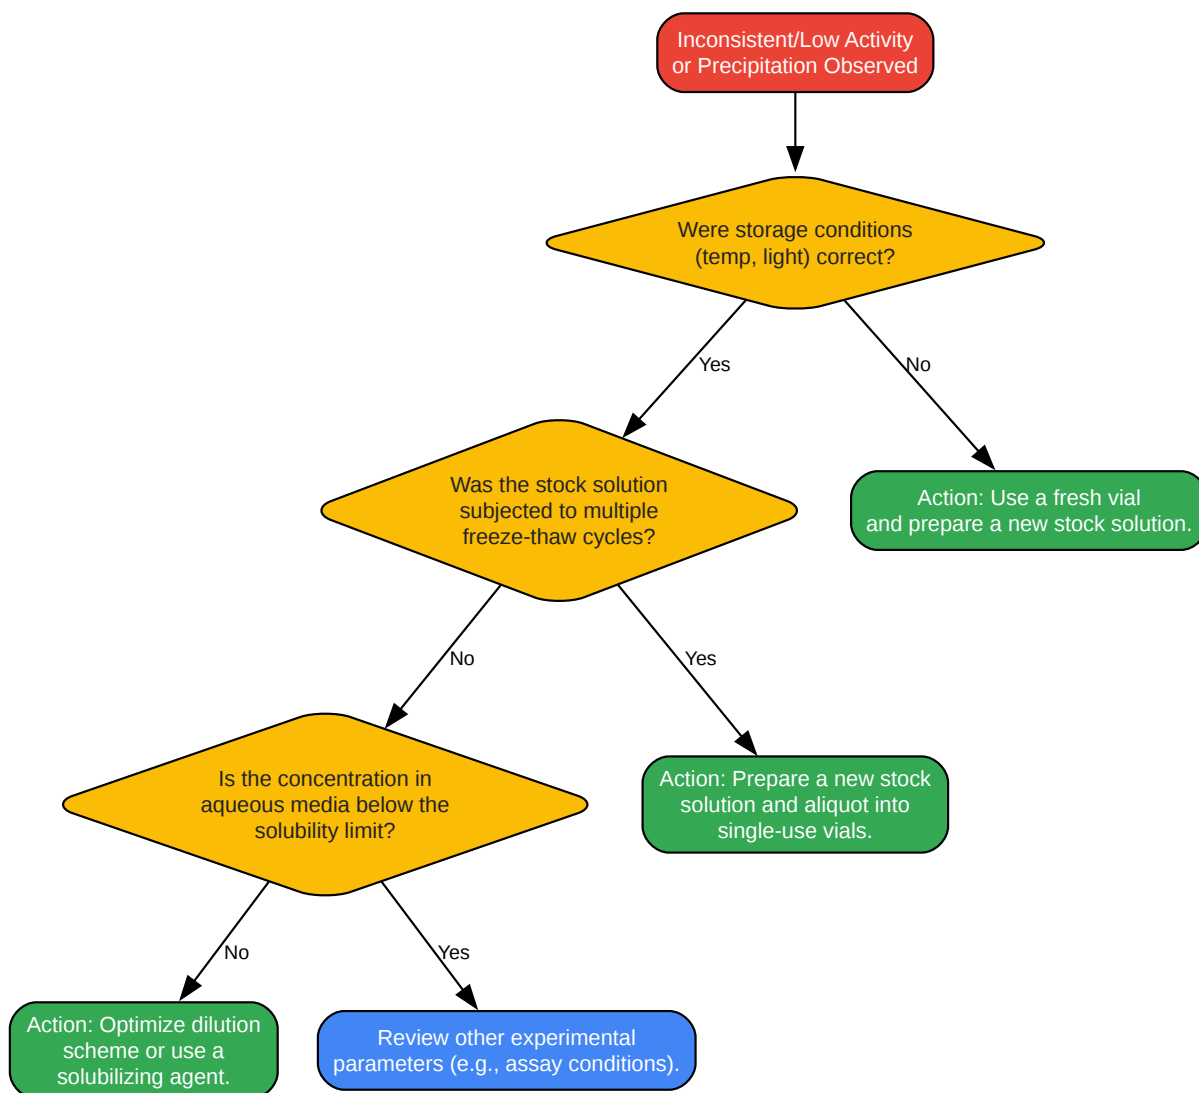 Inconsistent/Low Activity
or Precipitation Observed
Were storage conditions
(temp, light) correct?
Yes
No
Was the stock solution
subjected to multiple
freeze-thaw cycles?
Action: Use a fresh vial
and prepare a new stock solution.
No
Yes
Is the concentration in
aqueous media below the
solubility limit?
Action: Prepare a new stock
solution and aliquot into
single-use vials.
No
Yes
Action: Optimize dilution
scheme or use a
solubilizing agent.
Review other experimental
parameters (e.g., assay conditions).